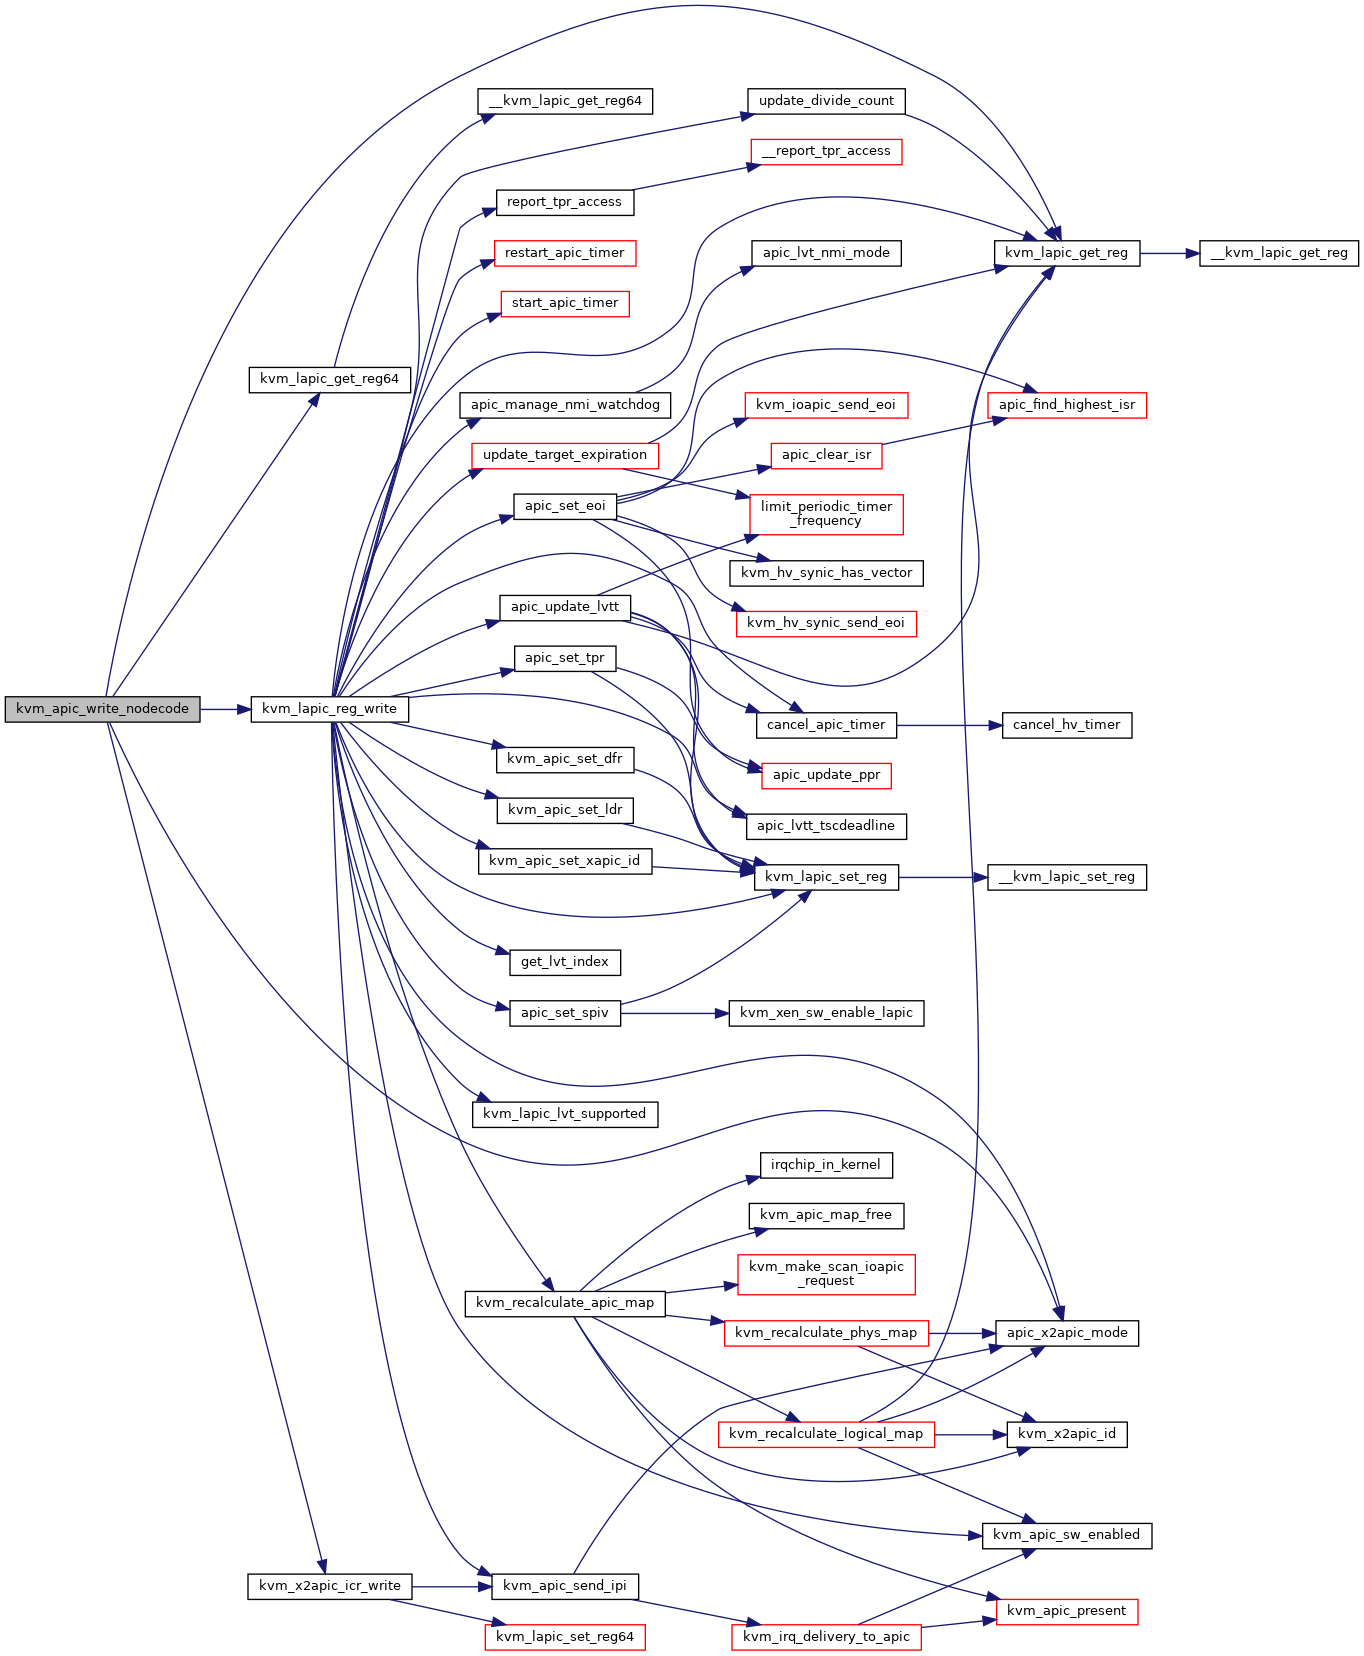 kvm_apic_write_nodecode
kvm_lapic_get_reg64
kvm_lapic_reg_write
kvm_x2apic_icr_write
__kvm_lapic_get_reg64
report_tpr_access
restart_apic_timer
start_apic_timer
apic_manage_nmi_watchdog
update_target_expiration
apic_set_eoi
apic_update_lvtt
apic_set_tpr
kvm_apic_set_dfr
kvm_apic_set_ldr
kvm_apic_set_xapic_id
get_lvt_index
apic_set_spiv
kvm_lapic_lvt_supported
kvm_recalculate_apic_map
kvm_apic_send_ipi
kvm_lapic_set_reg64
update_divide_count
__report_tpr_access
apic_lvt_nmi_mode
kvm_ioapic_send_eoi
apic_clear_isr
limit_periodic_timer
_frequency
kvm_hv_synic_has_vector
kvm_hv_synic_send_eoi
cancel_apic_timer
apic_update_ppr
apic_lvtt_tscdeadline
kvm_lapic_set_reg
kvm_xen_sw_enable_lapic
irqchip_in_kernel
kvm_apic_map_free
kvm_make_scan_ioapic
_request
kvm_recalculate_phys_map
kvm_recalculate_logical_map
kvm_irq_delivery_to_apic
kvm_lapic_get_reg
apic_find_highest_isr
cancel_hv_timer
__kvm_lapic_set_reg
apic_x2apic_mode
kvm_x2apic_id
kvm_apic_sw_enabled
kvm_apic_present
__kvm_lapic_get_reg